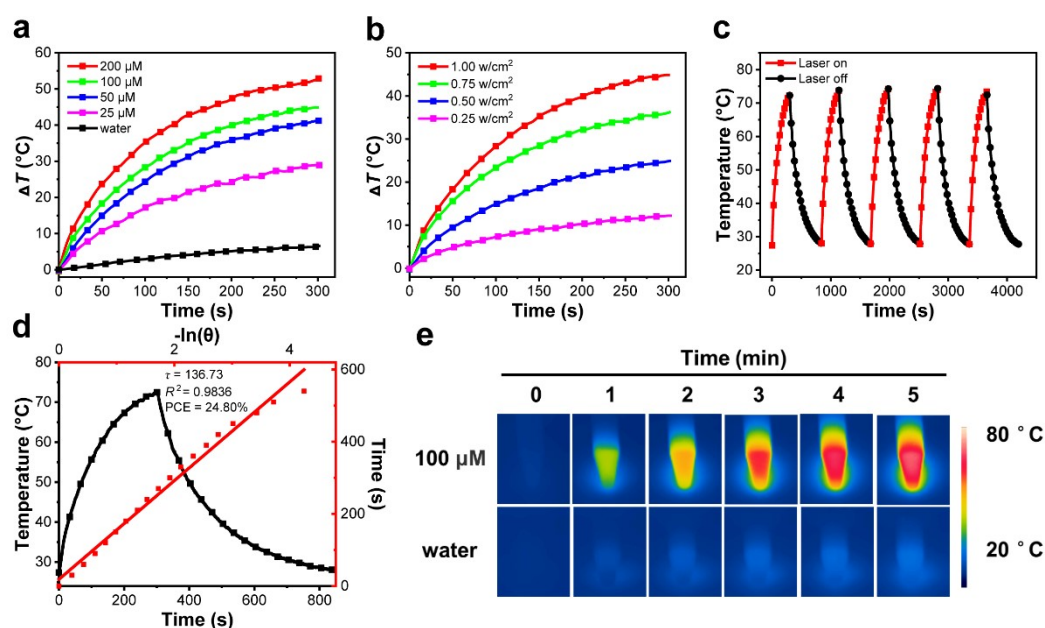 a
60
50
40
30
20
10
0
ΔT (°C)
200 μM
100 μM
50 μM
25 μM
water
0 50 100 150 200 250 300
Time (s)
b
50
40
30
20
10
0
ΔT (°C)
1.00 w/cm²
0.75 w/cm²
0.50 w/cm²
0.25 w/cm²
0 50 100 150 200 250 300
Time (s)
c
80
70
60
50
40
30
20
Temperature (°C)
Laser on
Laser off
0 1000 2000 3000 4000
Time (s)
d
-ln(θ)
0 2 4
80
70
60
50
40
30
Temperature (°C)
τ = 136.73
R² = 0.9836
PCE = 24.80%
600
400
200
0
Time (s)
0 200 400 600 800
Time (s)
e
Time (min)
0 1 2 3 4 5
100 μM
water
80 °C
20 °C